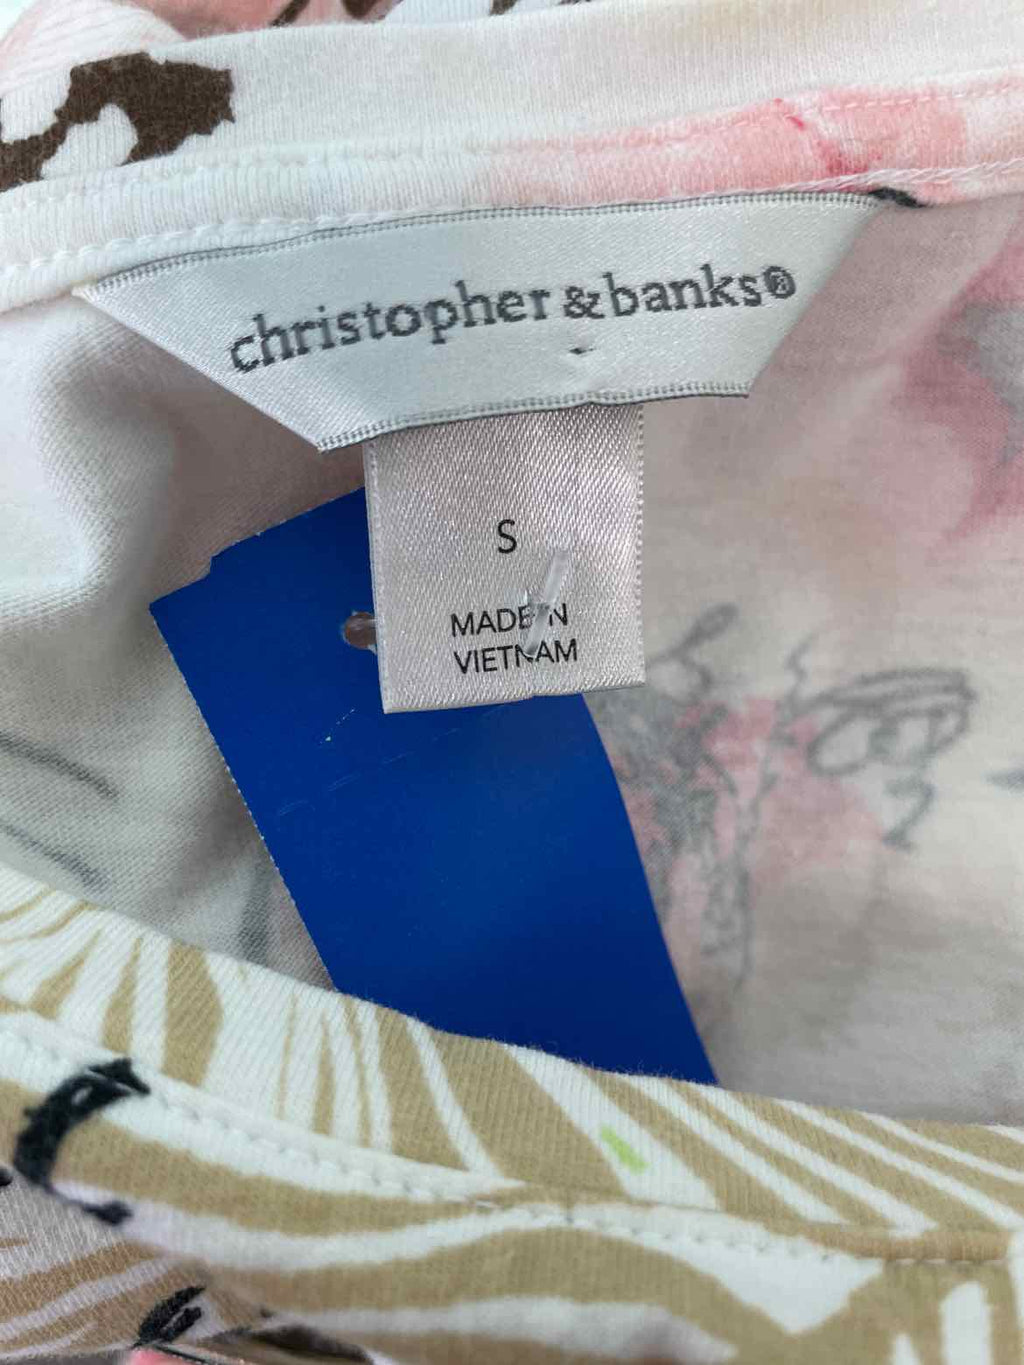 christopher & banks®
S
MADE IN
VIETNAM